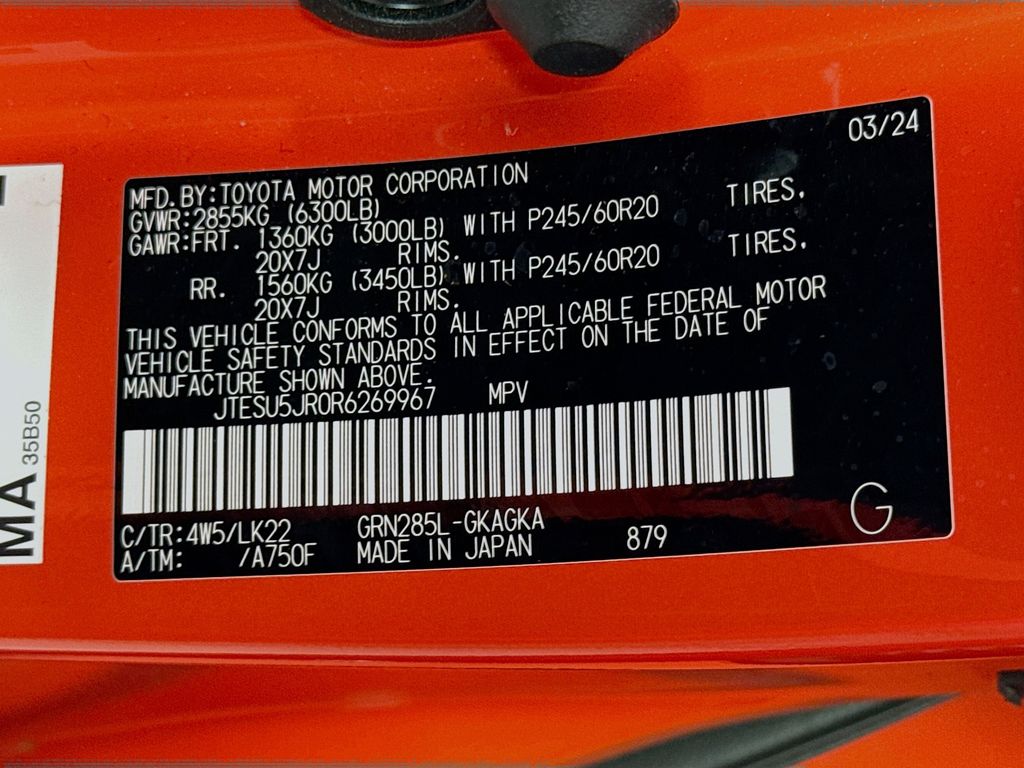 03/24
MFD.BY:TOYOTA MOTOR CORPORATION
GVWR:2855KG (6300LB)
GAWR:FRT. 1360KG (3000LB) WITH P245/60R20 TIRES,
20X7J RIMS.
RR. 1560KG (3450LB) WITH P245/60R20 TIRES,
20X7J RIMS.
THIS VEHICLE CONFORMS TO ALL APPLICABLE FEDERAL MOTOR
VEHICLE SAFETY STANDARDS IN EFFECT ON THE DATE OF
MANUFACTURE SHOWN ABOVE.
JTESU5JR0R6269967 MPV
C/TR:4W5/LK22 GRN285L-GKAGKA
A/TM: /A750F MADE IN JAPAN 879
G
MA
35B50